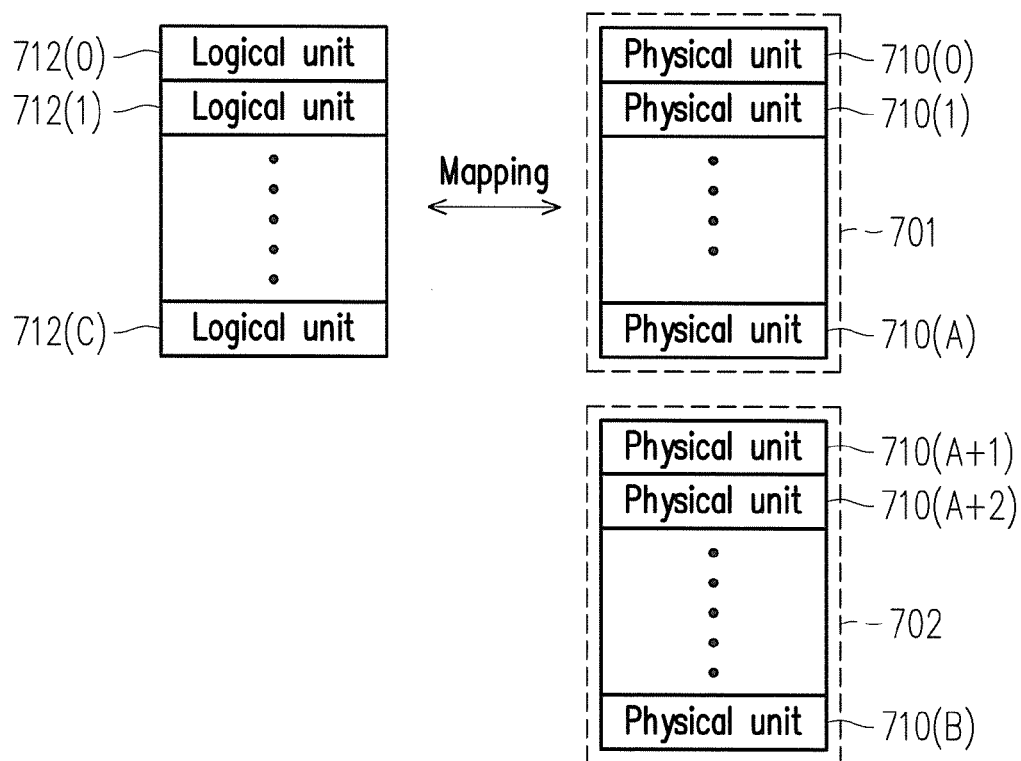 712(0) Logical unit Physical unit 710(0)
712(1) Logical unit Physical unit 710(1)
Mapping
701
712(C) Logical unit Physical unit 710(A)
Physical unit 710(A+1)
Physical unit 710(A+2)
702
Physical unit 710(B)